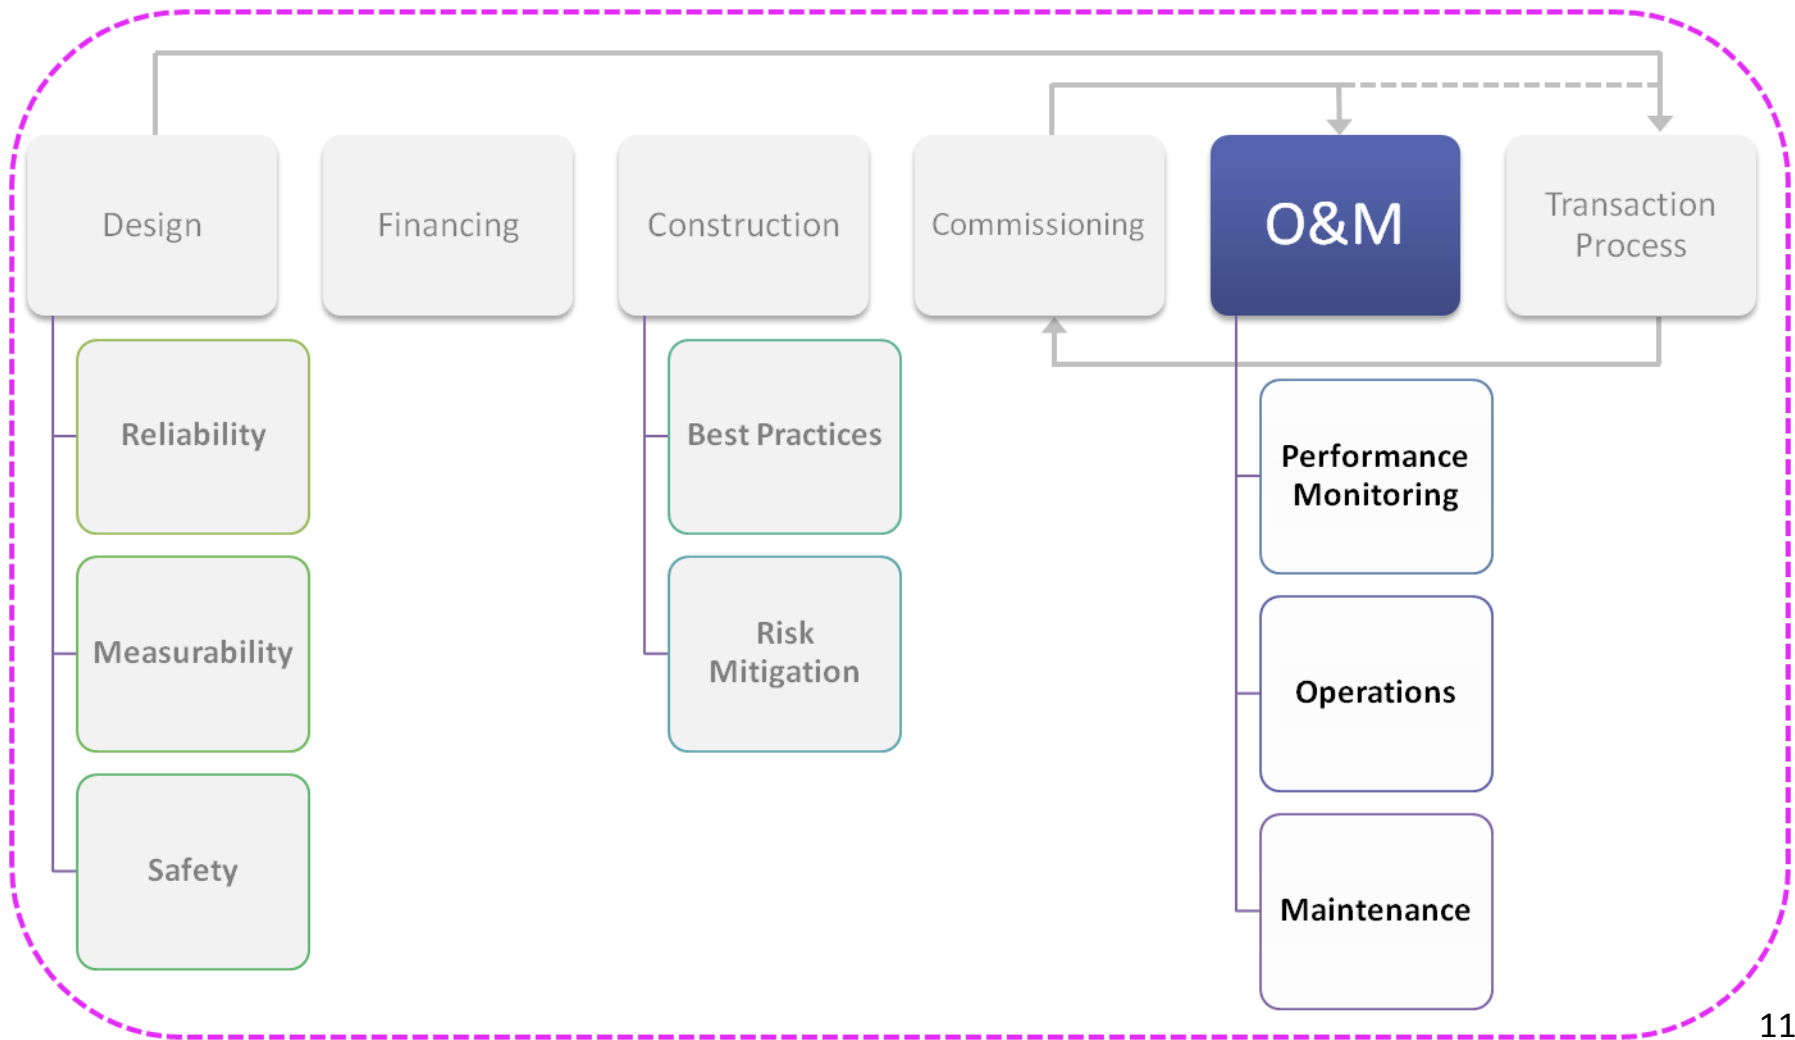 Design
Financing
Construction
Commissioning
O&M
Transaction
Process
Reliability
Measurability
Safety
Best Practices
Risk
Mitigation
Performance
Monitoring
Operations
Maintenance
11